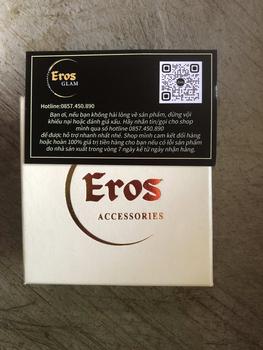 Eros
GLAM
Hotline:0857.450.890
Bạn ơi, nếu bạn không hài lòng về sản phẩm, đừng vội
khiếu nại hoặc đánh giá xấu. Hãy nhắn tin/gọi cho shop
mình qua số hotline 0857.450.890
để được hỗ trợ nhanh nhất nhé. Shop mình cam kết đổi hàng
hoặc hoàn 100% giá trị tiền hàng cho bạn nếu có lỗi sản phẩm
do nhà sản xuất trong vòng 7 ngày kể từ ngày nhận hàng.
Eros
ACCESSORIES